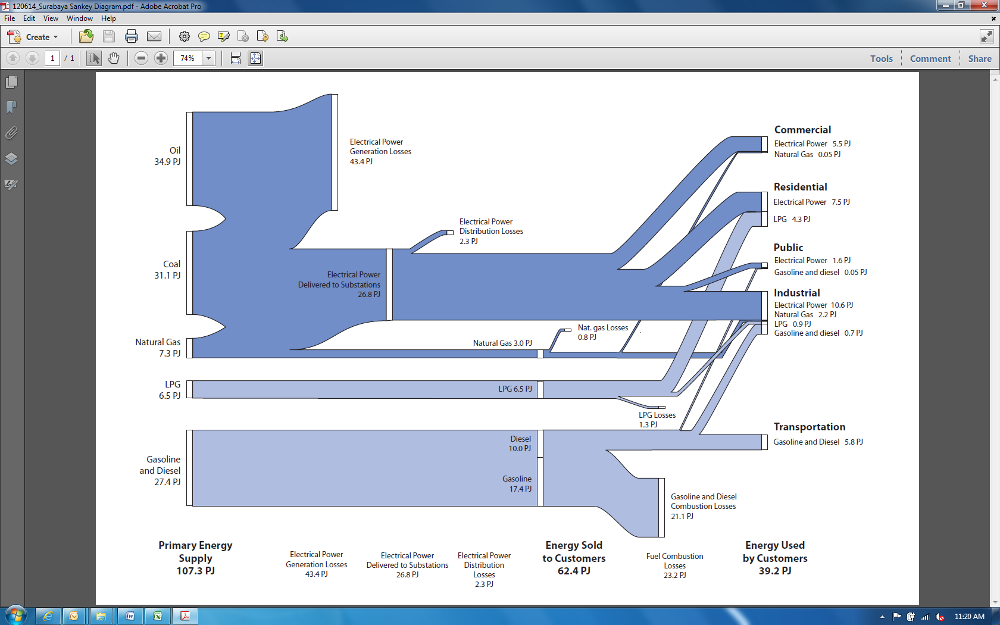 120614_Surabaya Sankey Diagram.pdf - Adobe Acrobat Pro
File Edit View Window Help
Create
1 / 1
74%
Tools Comment Share
Oil
34.9 PJ
Coal
31.1 PJ
Natural Gas
7.3 PJ
LPG
6.5 PJ
Gasoline
and Diesel
27.4 PJ
Electrical Power
Generation Losses
43.4 PJ
Electrical Power
Distribution Losses
2.3 PJ
Electrical Power
Delivered to Substations
26.8 PJ
Nat. gas Losses
0.8 PJ
Natural Gas 3.0 PJ
LPG 6.5 PJ
LPG Losses
1.3 PJ
Diesel
10.0 PJ
Gasoline
17.4 PJ
Gasoline and Diesel
Combustion Losses
21.1 PJ
Commercial
Electrical Power 5.5 PJ
Natural Gas 0.05 PJ
Residential
Electrical Power 7.5 PJ
LPG 4.3 PJ
Public
Electrical Power 1.6 PJ
Gasoline and diesel 0.05 PJ
Industrial
Electrical Power 10.6 PJ
Natural Gas 2.2 PJ
LPG 0.9 PJ
Gasoline and diesel 0.7 PJ
Transportation
Gasoline and Diesel 5.8 PJ
Primary Energy
Supply
107.3 PJ
Electrical Power
Generation Losses
43.4 PJ
Electrical Power
Delivered to Substations
26.8 PJ
Electrical Power
Distribution
Losses
2.3 PJ
Energy Sold
to Customers
62.4 PJ
Fuel Combustion
Losses
23.2 PJ
Energy Used
by Customers
39.2 PJ
11:20 AM